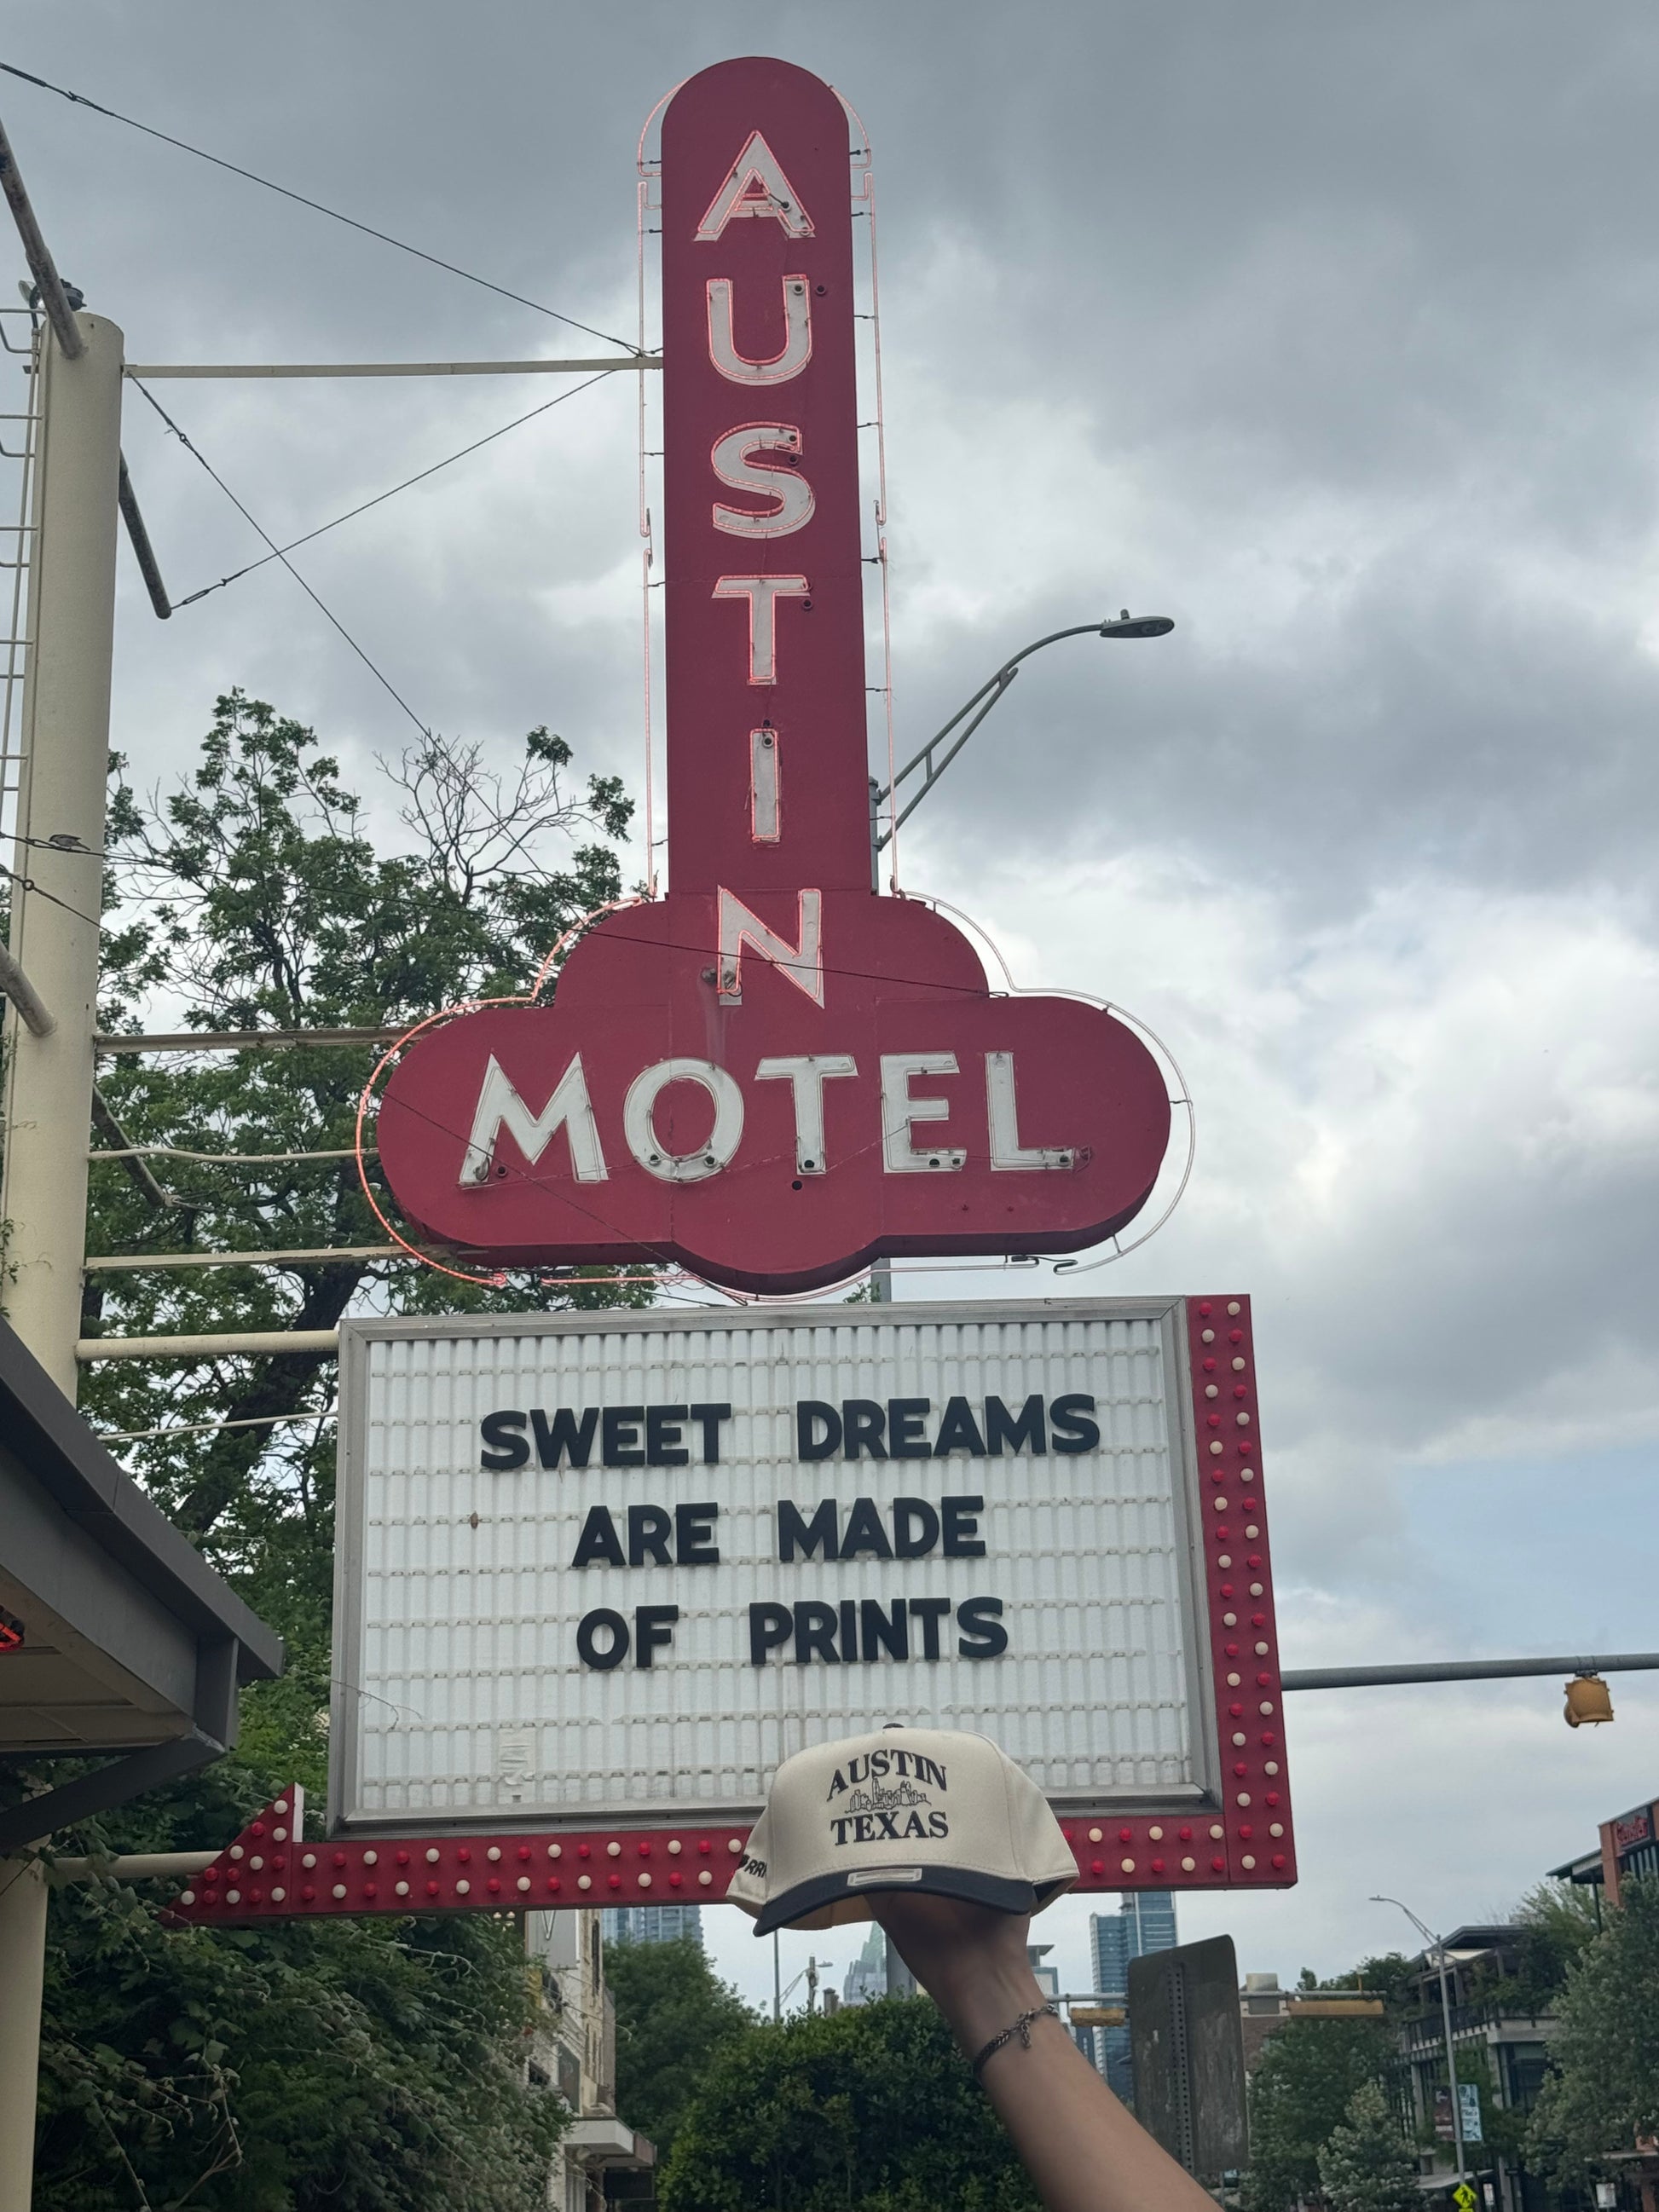 AUSTIN
MOTEL
SWEET DREAMS
ARE MADE
OF PRINTS
AUSTIN
TEXAS